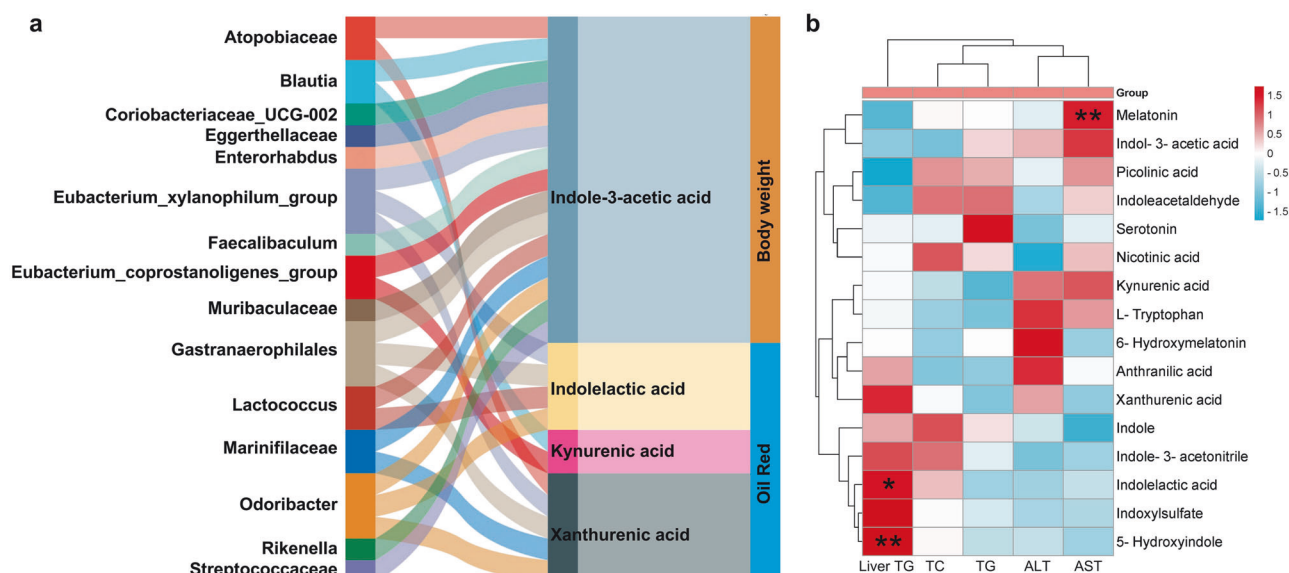 a
Atopobiaceae
Blautia
Coriobacteriaceae_UCG-002
Eggerthellaceae
Enterorhabdus
Eubacterium_xylanophilum_group
Faecalibaculum
Eubacterium_coprostanoligenes_group
Muribaculaceae
Gastranaerophilales
Lactococcus
Marinifilaceae
Odoribacter
Rikenella
Streptococcaceae
Indole-3-acetic acid
Indolelactic acid
Kynurenic acid
Xanthurenic acid
Body weight
Oil Red
b
Group
Melatonin
Indol- 3- acetic acid
Picolinic acid
Indoleacetaldehyde
Serotonin
Nicotinic acid
Kynurenic acid
L- Tryptophan
6- Hydroxymelatonin
Anthranilic acid
Xanthurenic acid
Indole
Indole- 3- acetonitrile
Indolelactic acid
Indoxylsulfate
5- Hydroxyindole
**
*
**
Liver TG TC TG ALT AST
1.5
1
0.5
0
- 0.5
- 1
- 1.5